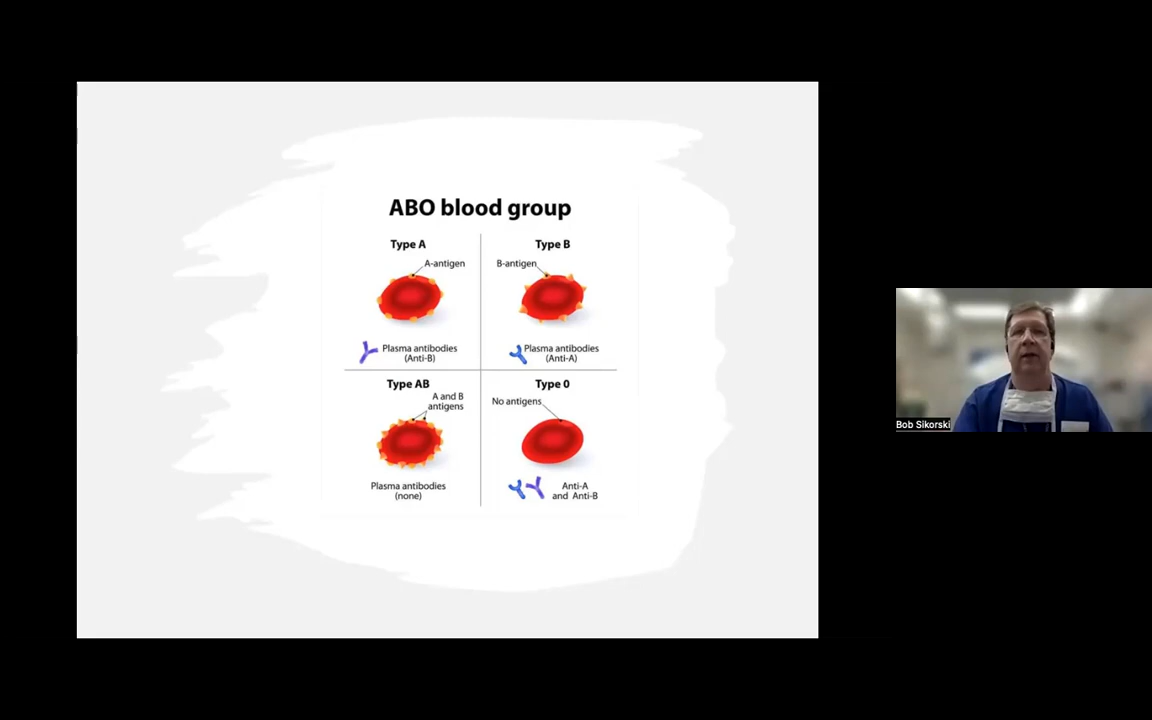 ABO blood group
Type A
A-antigen
Plasma antibodies
(Anti-B)
Type B
B-antigen
Plasma antibodies
(Anti-A)
Type AB
A and B
antigens
Plasma antibodies
(none)
Type 0
No antigens
Anti-A
and Anti-B
Bob Sikorski